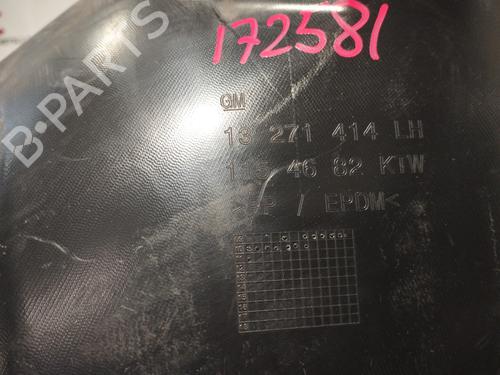 172581
B-PARTS
GM
13 271 414 LH
46 82 KTW
/ EPDM<